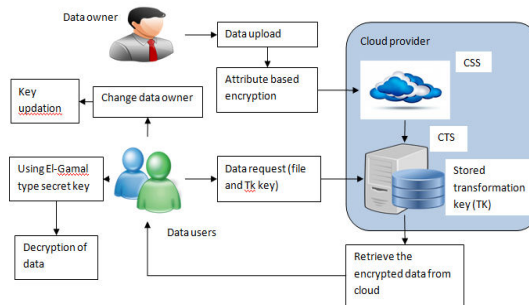 Data owner
Data upload
Cloud provider
CSS
Key
updation
Change data owner
Attribute based
encryption
CTS
Using El-Gamal
type secret key
Data request (file
and Tk key)
Stored
transformation
key (TK)
Data users
Decryption of
data
Retrieve the
encrypted data from
cloud